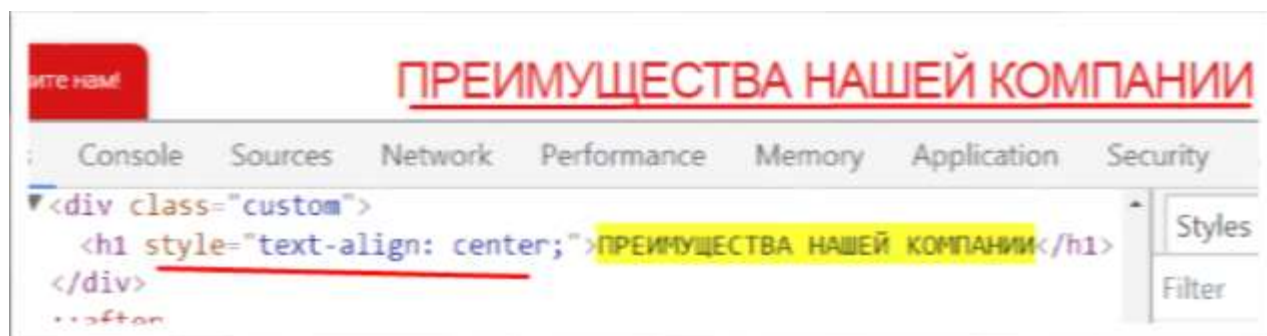 нам!
ПРЕИМУЩЕСТВА НАШЕЙ КОМПАНИИ
Console Sources Network Performance Memory Application Security
<div class="custom">
<h1 style="text-align: center;">ПРЕИМУЩЕСТВА НАШЕЙ КОМПАНИИ</h1>
Styles
</div>
Filter
::after